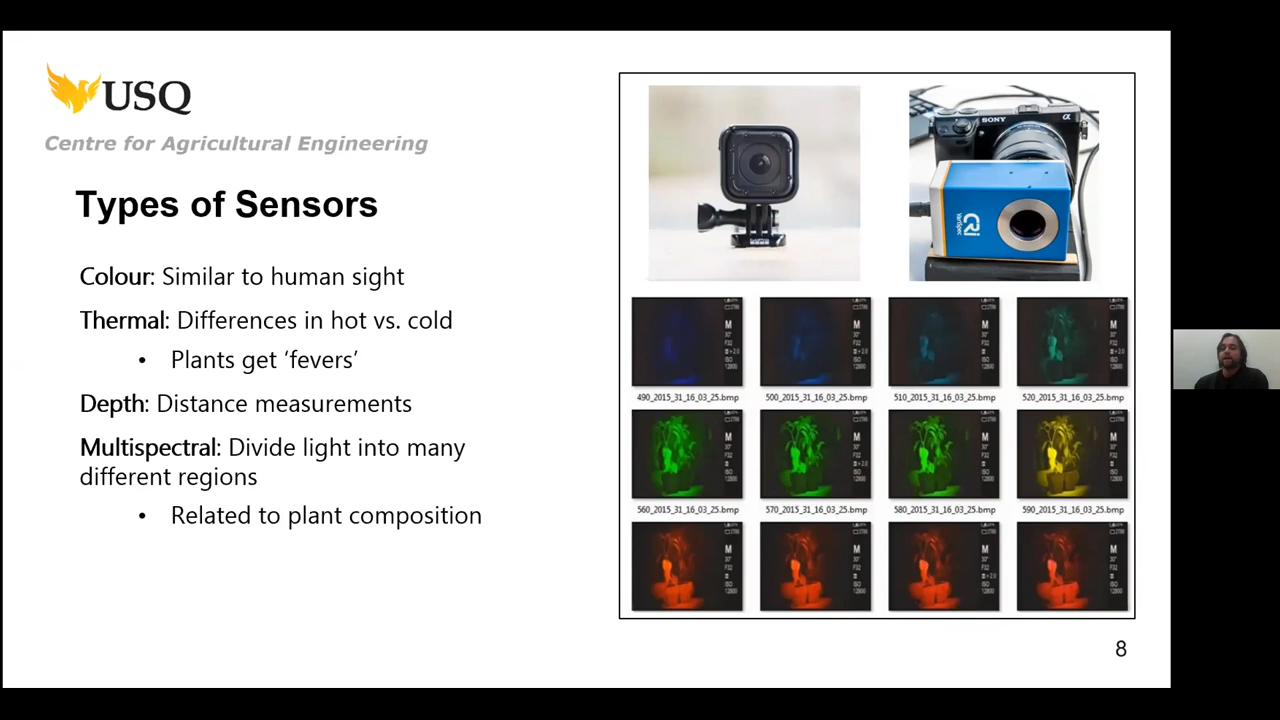 USQ
Centre for Agricultural Engineering
Types of Sensors
Colour: Similar to human sight
Thermal: Differences in hot vs. cold
• Plants get ‘fevers’
Depth: Distance measurements
Multispectral: Divide light into many
different regions
• Related to plant composition
SONY
α
CRi
VariSpec
M
M
M
M
490_2015_31_16_03_25.bmp
500_2015_31_16_03_25.bmp
510_2015_31_16_03_25.bmp
520_2015_31_16_03_25.bmp
M
M
M
M
560_2015_31_16_03_25.bmp
570_2015_31_16_03_25.bmp
580_2015_31_16_03_25.bmp
590_2015_31_16_03_25.bmp
M
M
M
M
8